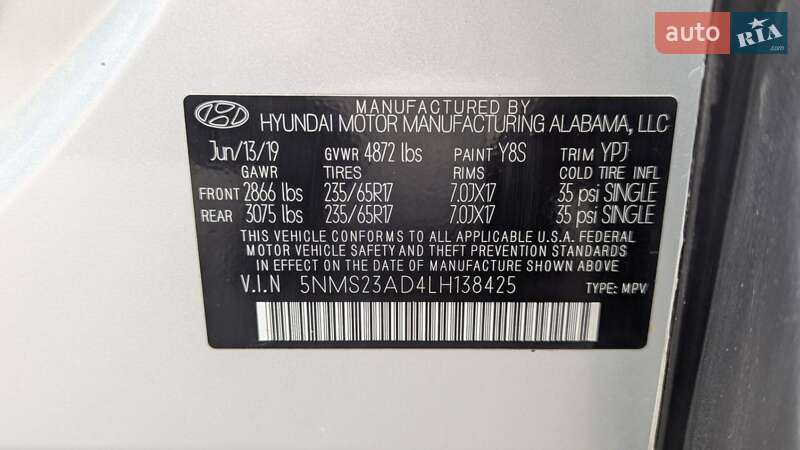 auto RIA
.com
MANUFACTURED BY
HYUNDAI MOTOR MANUFACTURING ALABAMA, LLC
Jun/13/19 GVWR 4872 lbs PAINT Y8S TRIM YPJ
GAWR TIRES RIMS COLD TIRE INFL
FRONT 2866 lbs 235/65R17 7.0JX17 35 psi SINGLE
REAR 3075 lbs 235/65R17 7.0JX17 35 psi SINGLE
THIS VEHICLE CONFORMS TO ALL APPLICABLE U.S.A. FEDERAL
MOTOR VEHICLE SAFETY AND THEFT PREVENTION STANDARDS
IN EFFECT ON THE DATE OF MANUFACTURE SHOWN ABOVE.
V.I.N 5NMS23AD4LH138425 TYPE: MPV